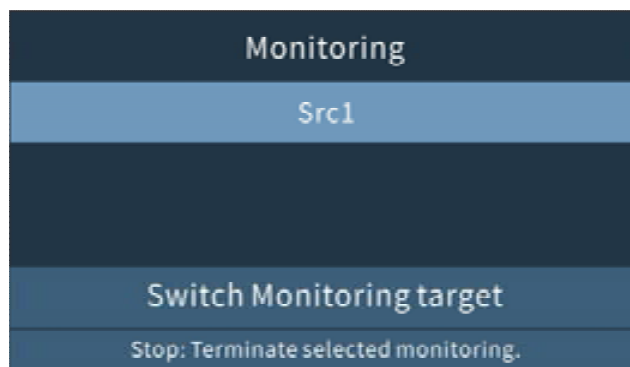 Monitoring
Src1
Switch Monitoring target
Stop: Terminate selected monitoring.